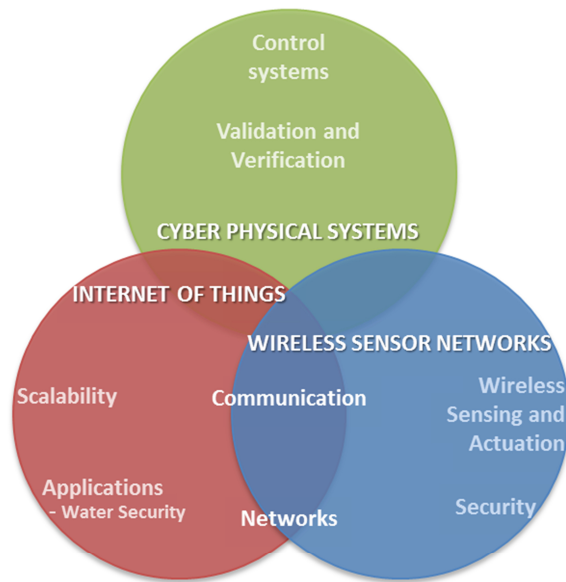 Control
systems
Validation and
Verification
CYBER PHYSICAL SYSTEMS
INTERNET OF THINGS
WIRELESS SENSOR NETWORKS
Scalability
Communication
Wireless
Sensing and
Actuation
Applications
- Water Security
Networks
Security